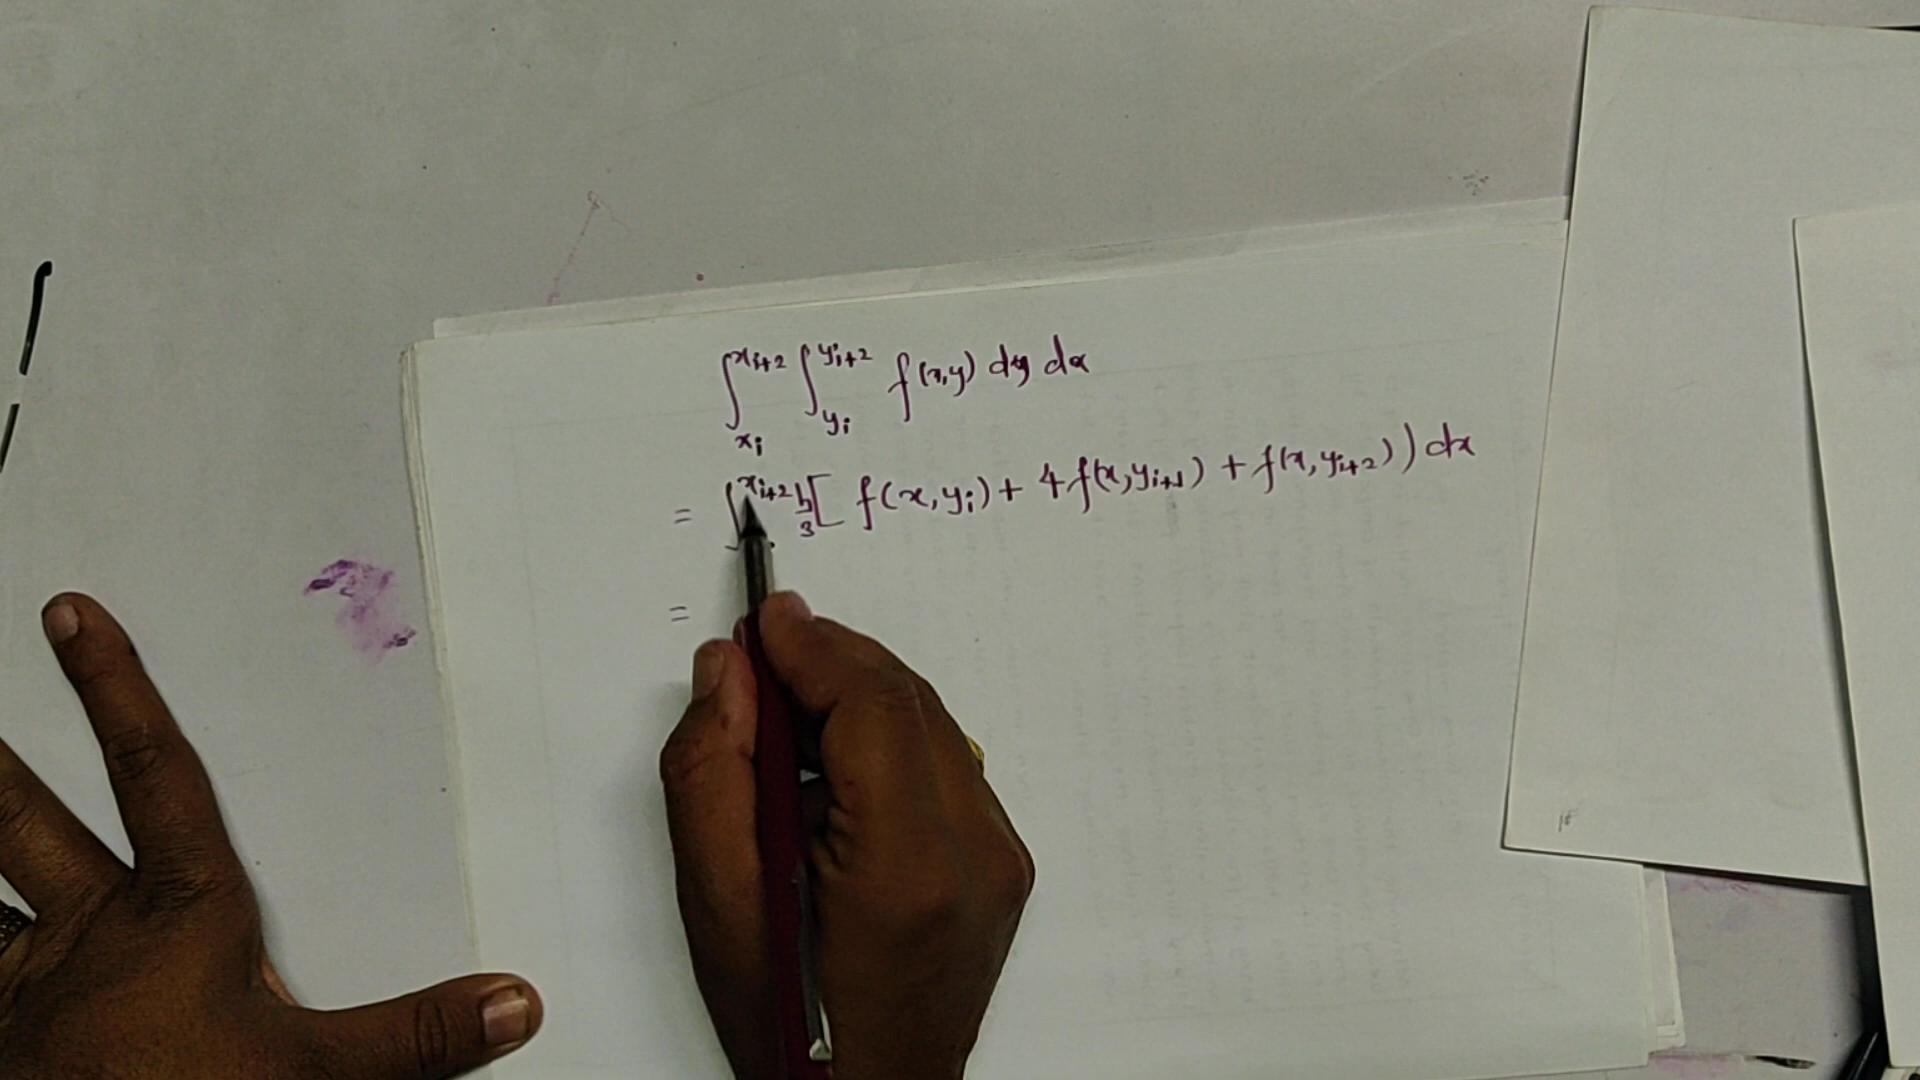 ∫_{x_i}^{x_{i+2}} ∫_{y_i}^{y_{i+2}} f(x,y) dy dx
= ∫^{x_{i+2}} h/3 [ f(x, y_i) + 4 f(x, y_{i+1}) + f(x, y_{i+2}) ) dx
=